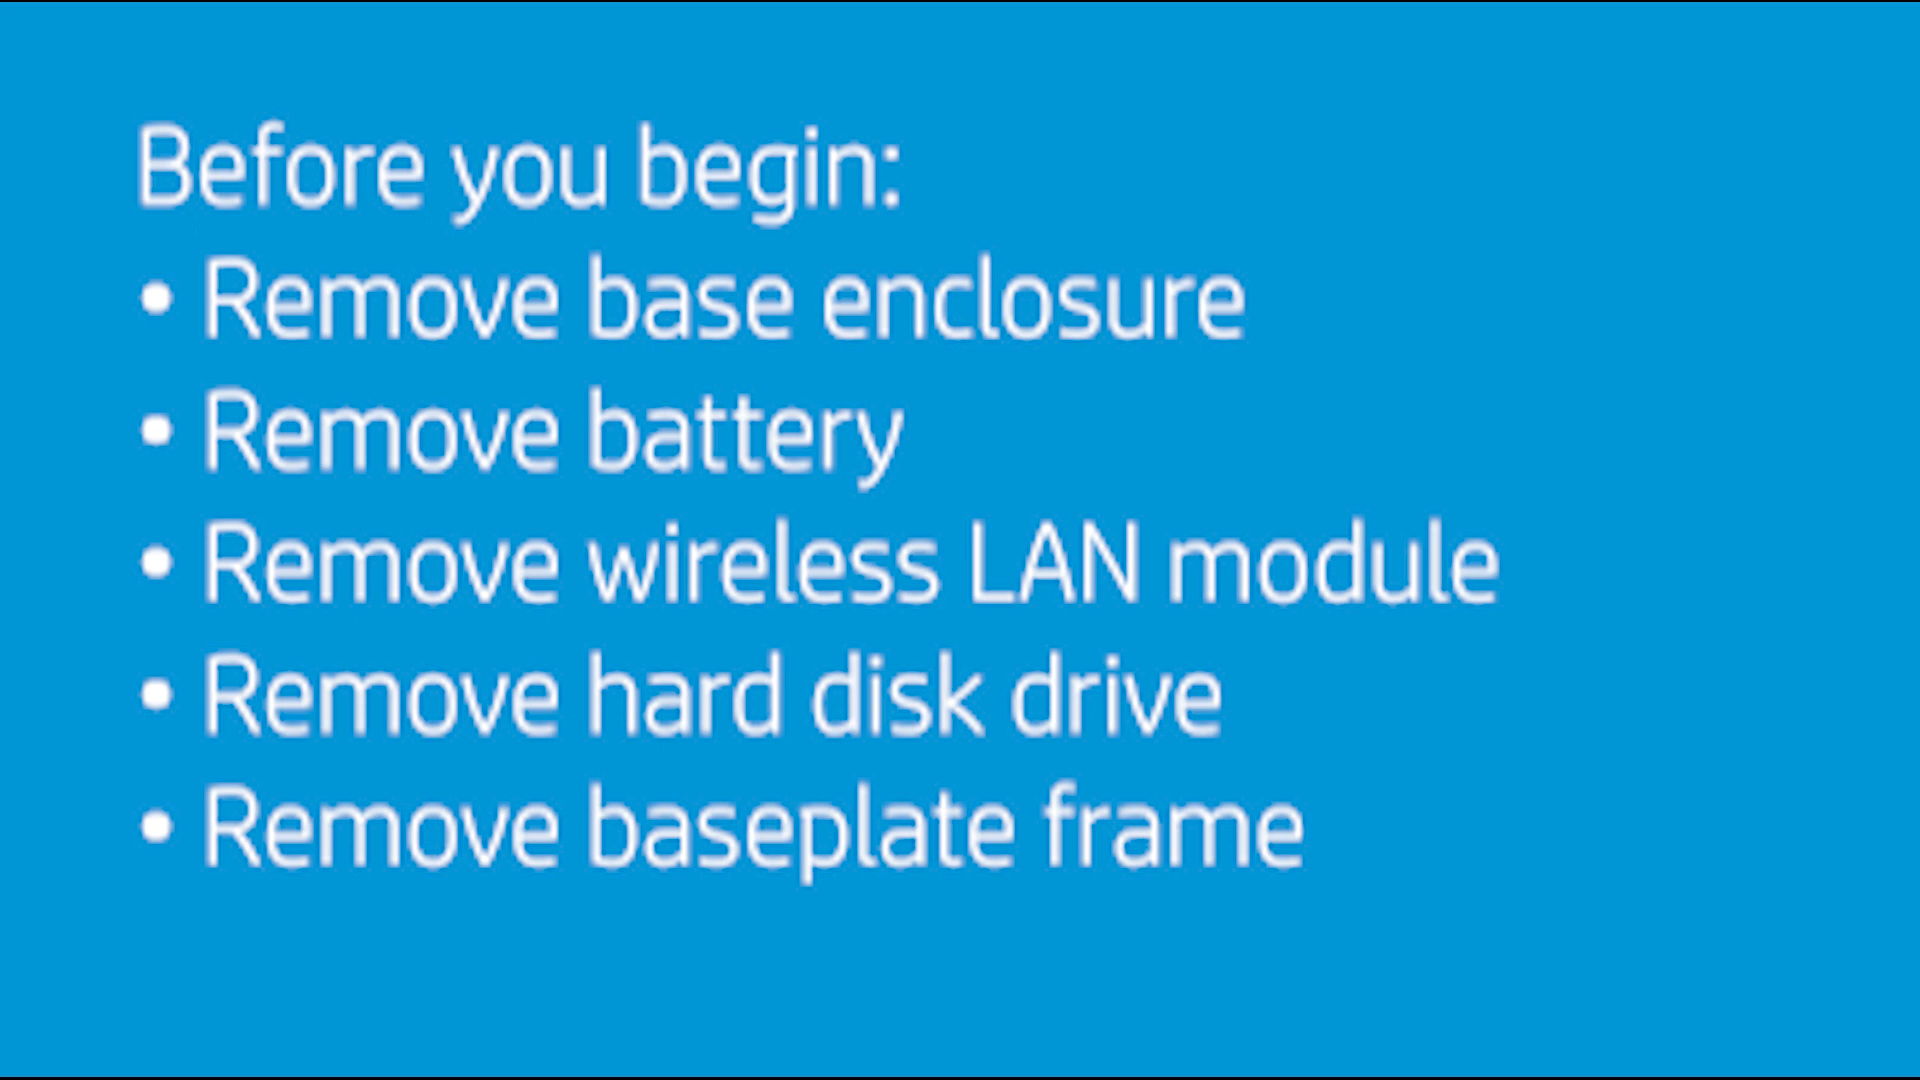 Before you begin:
• Remove base enclosure
• Remove battery
• Remove wireless LAN module
• Remove hard disk drive
• Remove baseplate frame